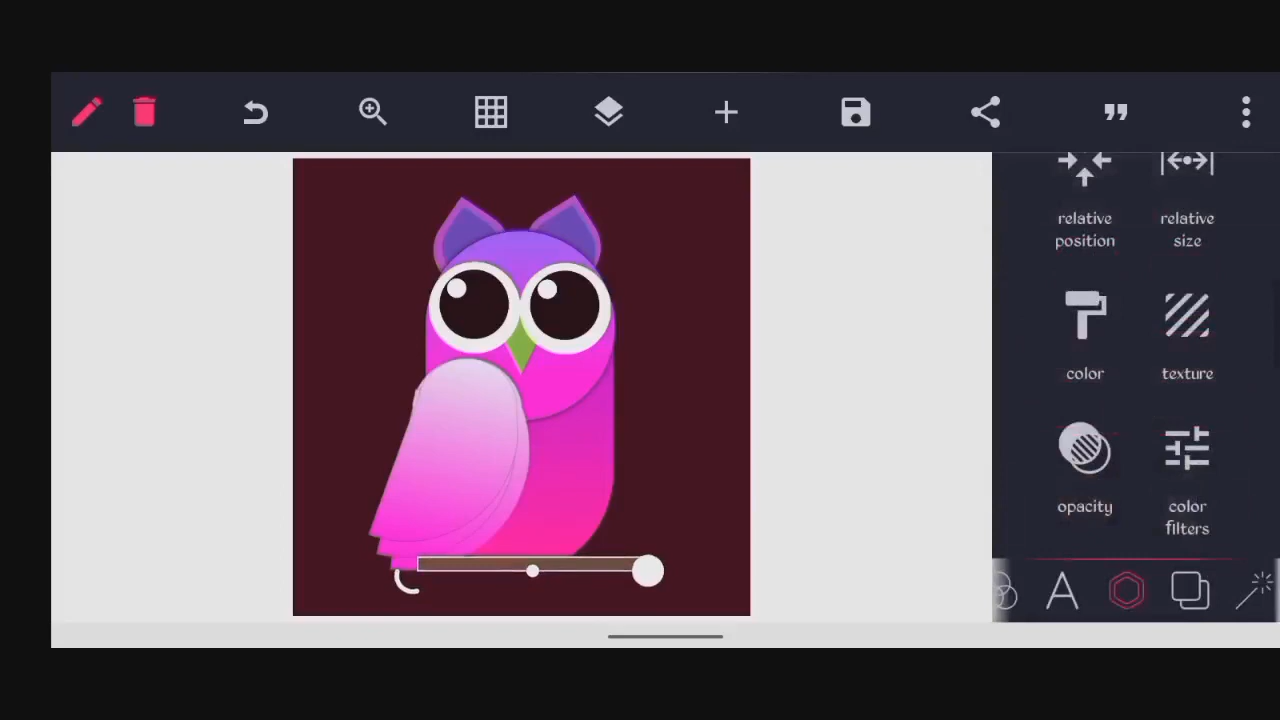 relative
position
relative
size
color
texture
opacity
color
filters